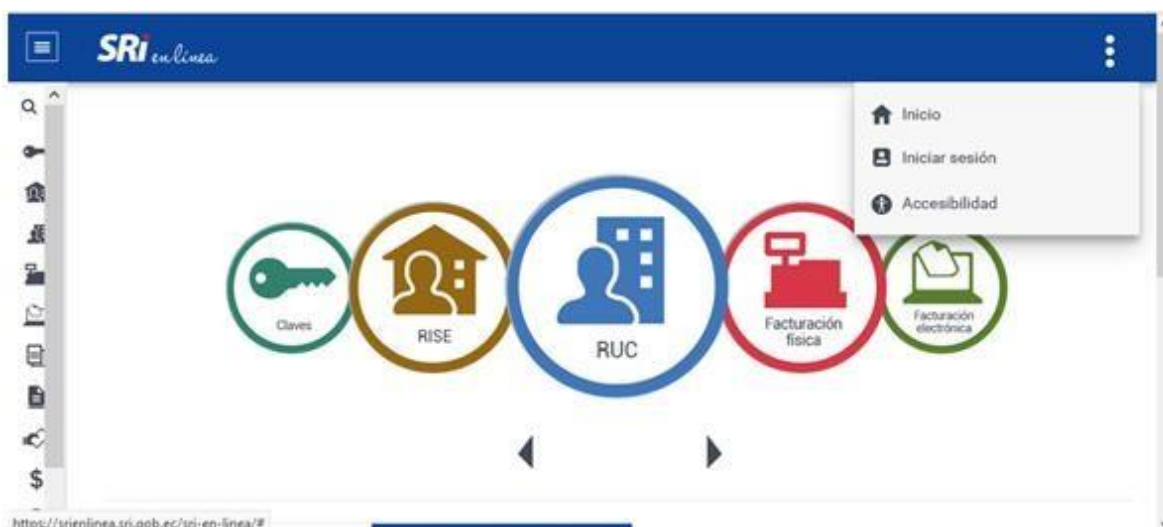 SRi en línea
Inicio
Iniciar sesión
Accesibilidad
Claves
RISE
RUC
Facturación
física
Facturación
electrónica
$
https://srienlinea.sri.gob.ec/sri-en-linea/#